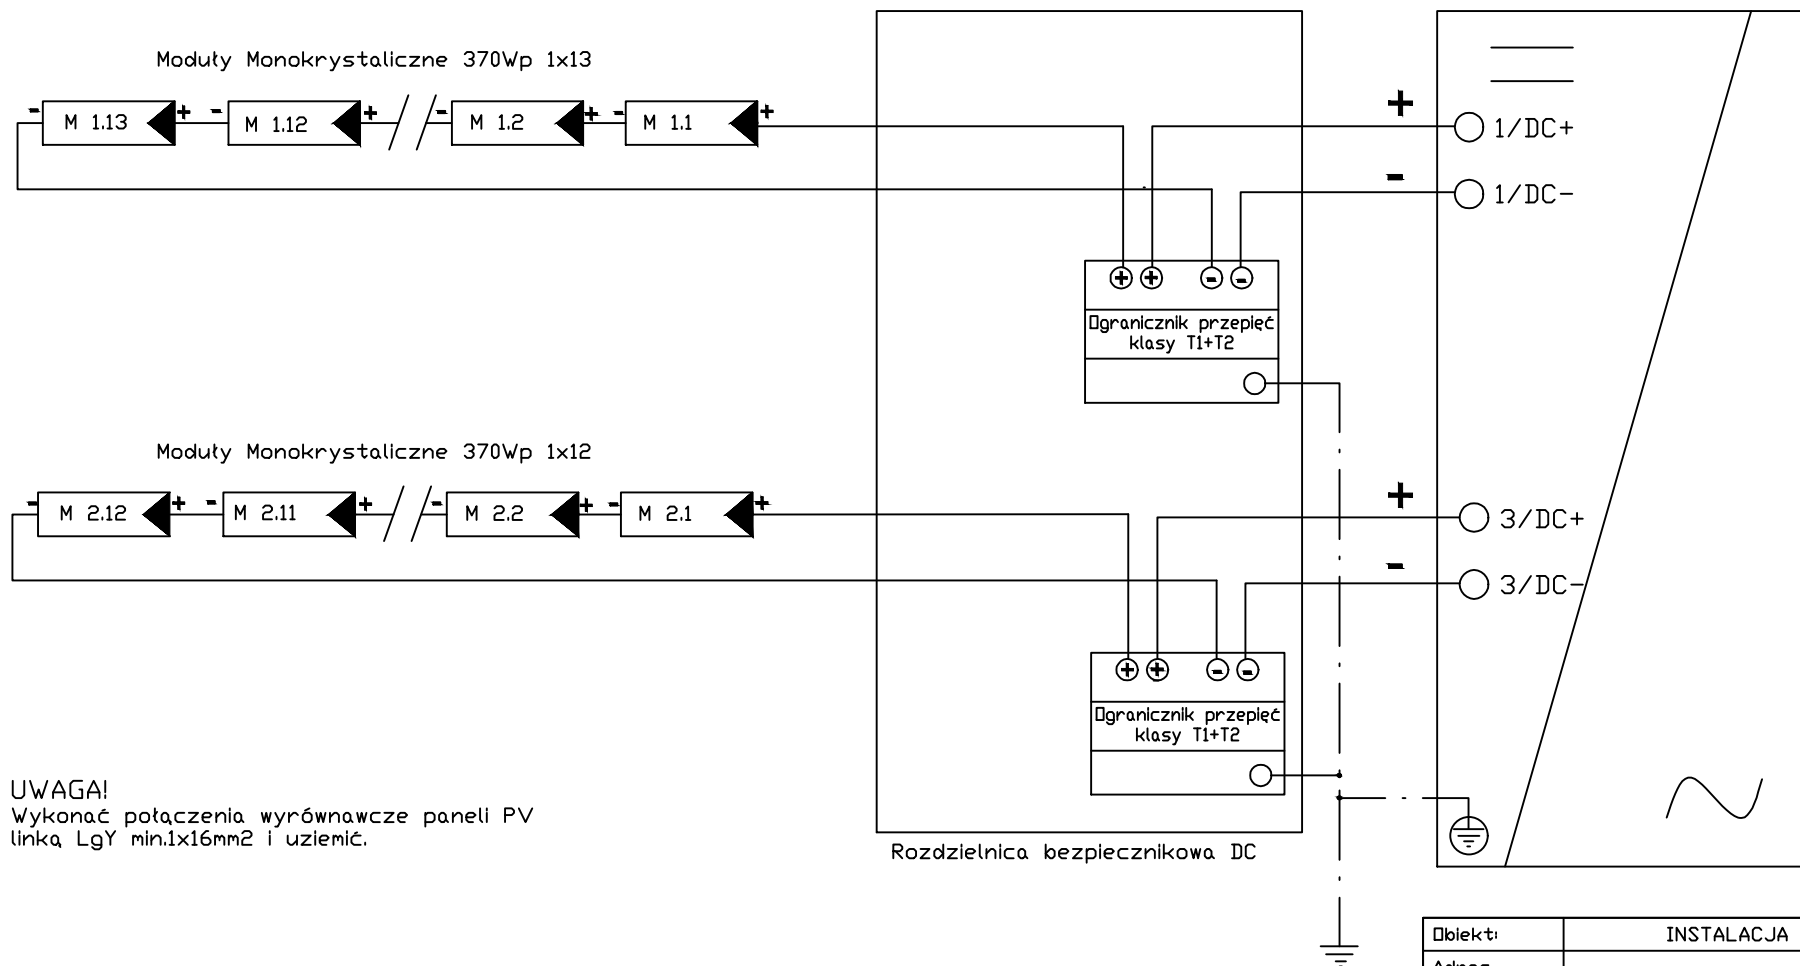 Moduły Monokrystaliczne 370Wp 1x13
- M 1.13 + - M 1.12 + - M 1.2 + - M 1.1 +
+ 1/DC+
- 1/DC-
+ + - -
Ogranicznik przepięć
klasy T1+T2
Moduły Monokrystaliczne 370Wp 1x12
- M 2.12 + - M 2.11 + - M 2.2 + - M 2.1 +
+ 3/DC+
- 3/DC-
+ + - -
Ogranicznik przepięć
klasy T1+T2
UWAGA!
Wykonać połączenia wyrównawcze paneli PV
linką LgY min.1x16mm2 i uziemić.
Rozdzielnica bezpiecznikowa DC
Obiekt: INSTALACJA